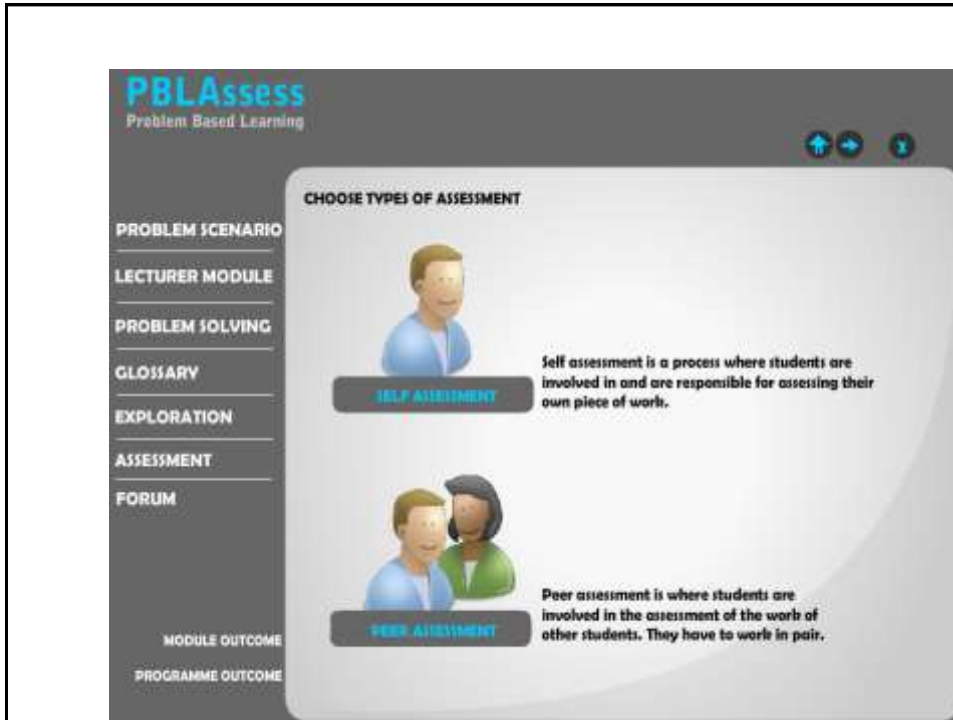 PBLAssess
Problem Based Learning
X
CHOOSE TYPES OF ASSESSMENT
PROBLEM SCENARIO
LECTURER MODULE
PROBLEM SOLVING
GLOSSARY
EXPLORATION
ASSESSMENT
FORUM
MODULE OUTCOME
PROGRAMME OUTCOME
SELF ASSESSMENT
Self assessment is a process where students are
involved in and are responsible for assessing their
own piece of work.
PEER ASSESSMENT
Peer assessment is where students are
involved in the assessment of the work of
other students. They have to work in pair.